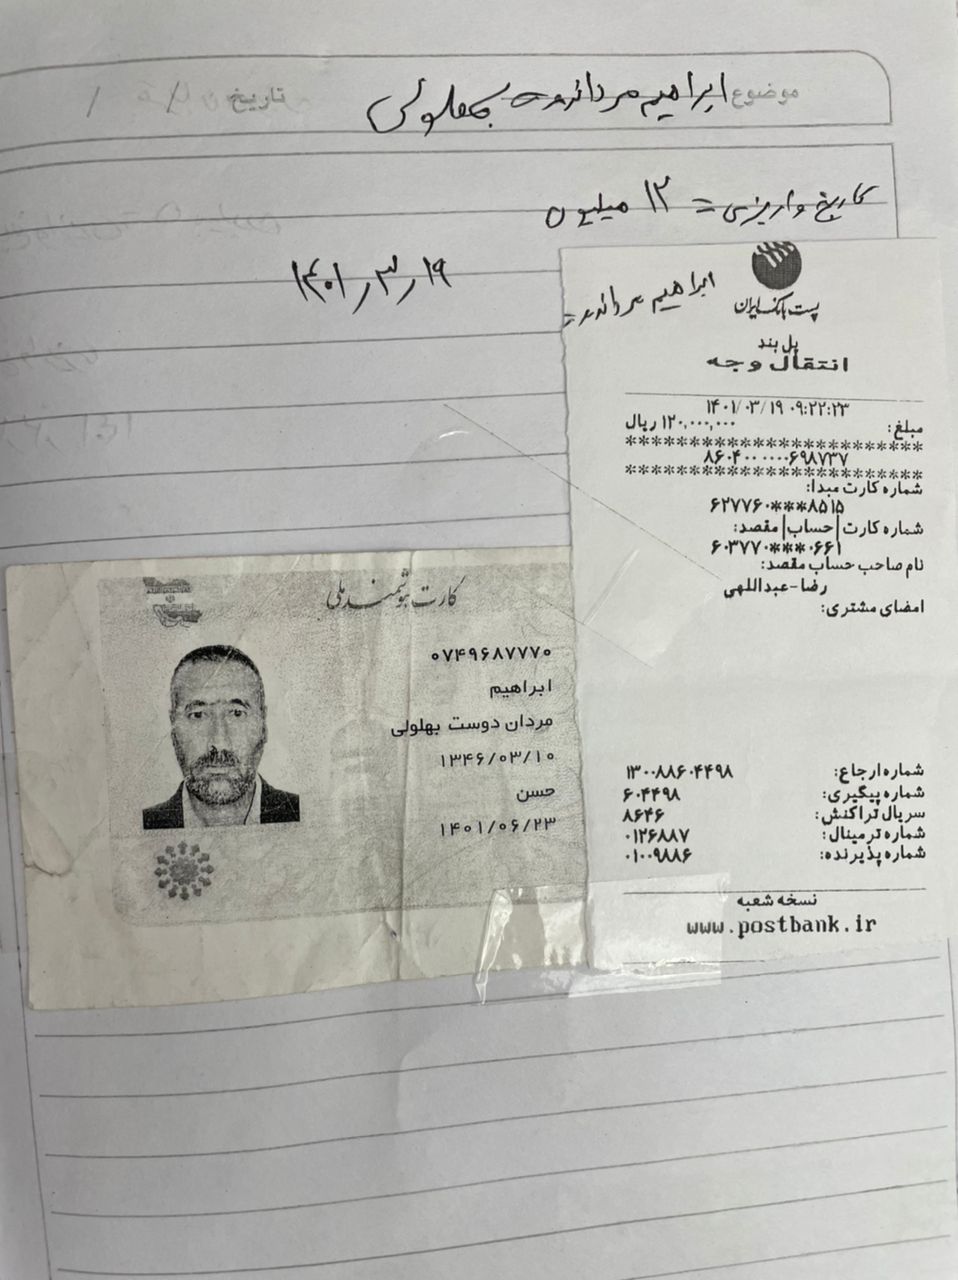 موضوع ابراهیم مردان دوست بهلولی
تاریخ / /
تاریخ واریزی = ۱۲ میلیون
۱۴۰۱٫۳٫۱۹
ابراهیم مردان دوست
پست بانک ایران
پل بند
انتقال وجه
۱۴۰۱/۰۳/۱۹ ۰۹:۲۲:۲۳
مبلغ: ۱۲۰,۰۰۰,۰۰۰ ریال
************************
۸۶۰۴۰۰۰۰۰۰۶۹۸۷۳۷
************************
شماره کارت مبدا:
۶۲۷۷۶۰***۸۵۱۵
شماره کارت|حساب|مقصد:
۶۰۳۷۷۰***۰۶۶۱
نام صاحب حساب مقصد:
رضا-عبداللهی
امضای مشتری:
شماره ارجاع: ۱۳۰۰۸۸۶۰۴۴۹۸
شماره پیگیری: ۶۰۴۴۹۸
سریال تراکنش: ۸۶۴۶
شماره ترمینال: ۰۱۲۶۸۸۷
شماره پذیرنده: ۰۱۰۰۹۸۸۶
نسخه شعبه
www.postbank.ir
کارت هوشمند ملی
۰۷۴۹۶۸۷۷۷۰
ابراهیم
مردان دوست بهلولی
۱۳۴۶/۰۳/۱۰
حسن
۱۴۰۱/۰۶/۲۳